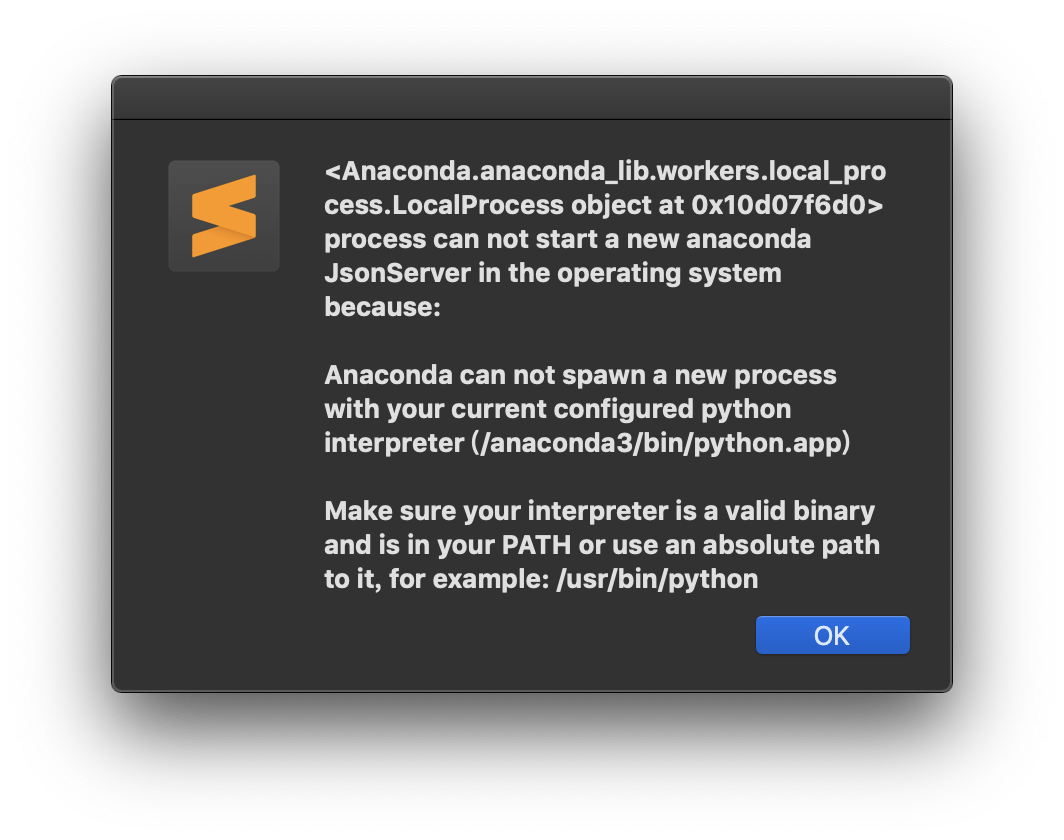 <Anaconda.anaconda_lib.workers.local_pro
cess.LocalProcess object at 0x10d07f6d0>
process can not start a new anaconda
JsonServer in the operating system
because:
Anaconda can not spawn a new process
with your current configured python
interpreter (/anaconda3/bin/python.app)
Make sure your interpreter is a valid binary
and is in your PATH or use an absolute path
to it, for example: /usr/bin/python
OK